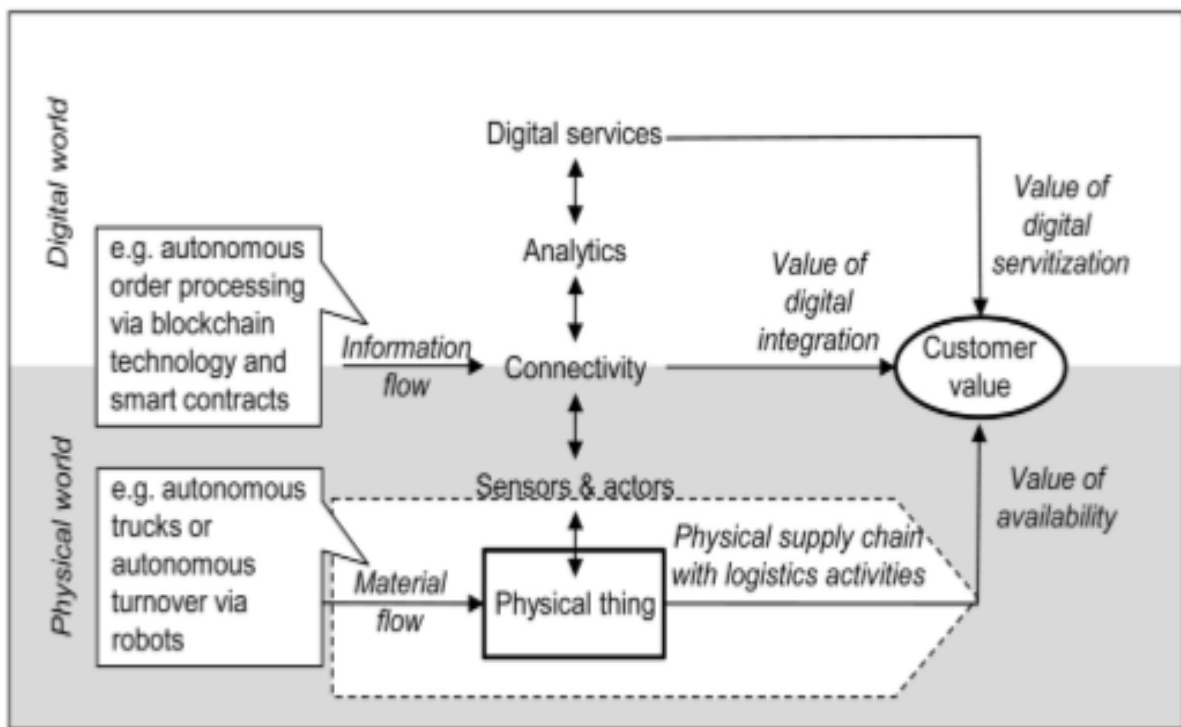 Digital world
Digital services
Value of
digital
servitization
e.g. autonomous
order processing
via blockchain
technology and
smart contracts
Analytics
Value of
digital
integration
Information
flow
Connectivity
Customer
value
Physical world
e.g. autonomous
trucks or
autonomous
turnover via
robots
Sensors & actors
Value of
availability
Material
flow
Physical thing
Physical supply chain
with logistics activities